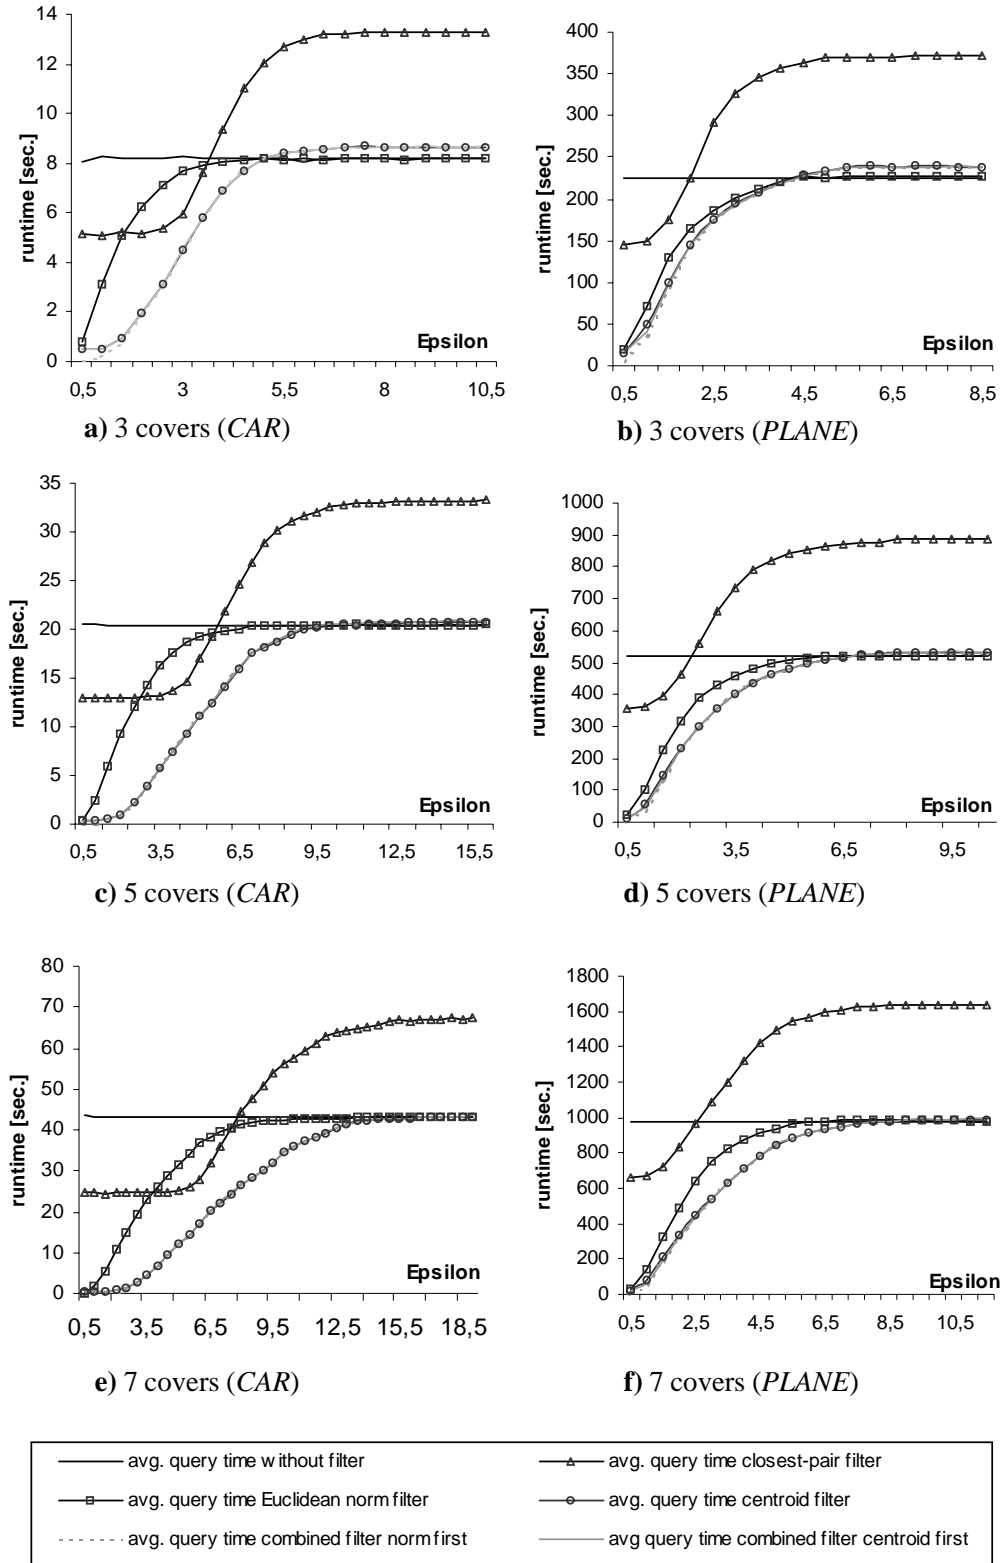 14
12
10
8
6
4
2
0
runtime [sec.]
Epsilon
0,5 3 5,5 8 10,5
a) 3 covers (CAR)
400
350
300
250
200
150
100
50
0
runtime [sec.]
Epsilon
0,5 2,5 4,5 6,5 8,5
b) 3 covers (PLANE)
35
30
25
20
15
10
5
0
runtime [sec.]
Epsilon
0,5 3,5 6,5 9,5 12,5 15,5
c) 5 covers (CAR)
1000
900
800
700
600
500
400
300
200
100
0
runtime [sec.]
Epsilon
0,5 3,5 6,5 9,5
d) 5 covers (PLANE)
80
70
60
50
40
30
20
10
0
runtime [sec.]
Epsilon
0,5 3,5 6,5 9,5 12,5 15,5 18,5
e) 7 covers (CAR)
1800
1600
1400
1200
1000
800
600
400
200
0
runtime [sec.]
Epsilon
0,5 2,5 4,5 6,5 8,5 10,5
f) 7 covers (PLANE)
avg. query time without filter
avg. query time closest-pair filter
avg. query time Euclidean norm filter
avg. query time centroid filter
avg. query time combined filter norm first
avg query time combined filter centroid first